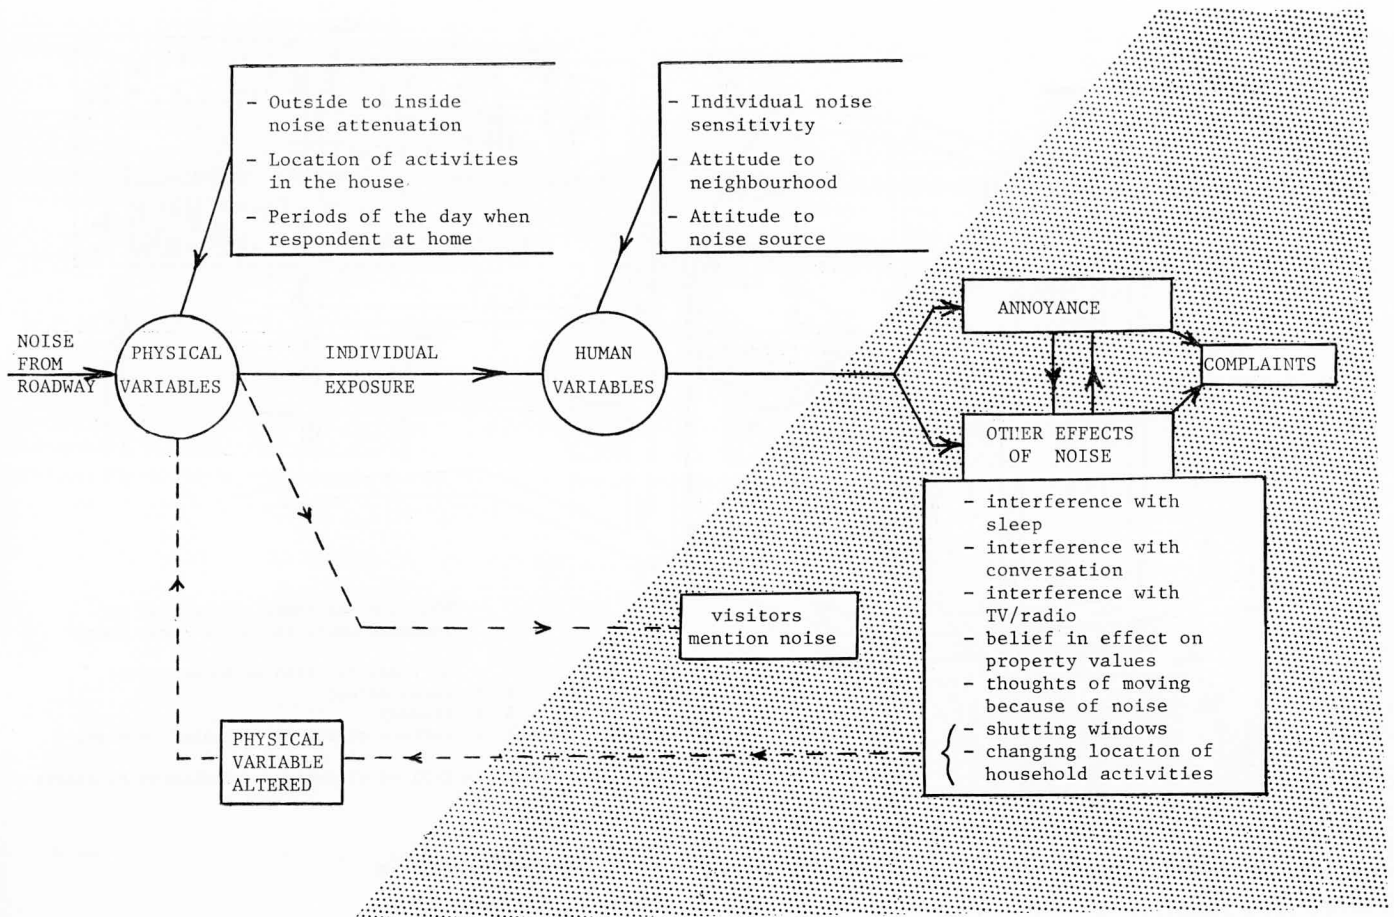 - Outside to inside
noise attenuation
- Location of activities
in the house
- Periods of the day when
respondent at home
- Individual noise
sensitivity
- Attitude to
neighbourhood
- Attitude to
noise source
NOISE
FROM
ROADWAY
PHYSICAL
VARIABLES
INDIVIDUAL
EXPOSURE
HUMAN
VARIABLES
ANNOYANCE
COMPLAINTS
OTHER EFFECTS
OF NOISE
- interference with
sleep
- interference with
conversation
- interference with
TV/radio
- belief in effect on
property values
- thoughts of moving
because of noise
- shutting windows
- changing location of
household activities
visitors
mention noise
PHYSICAL
VARIABLE
ALTERED